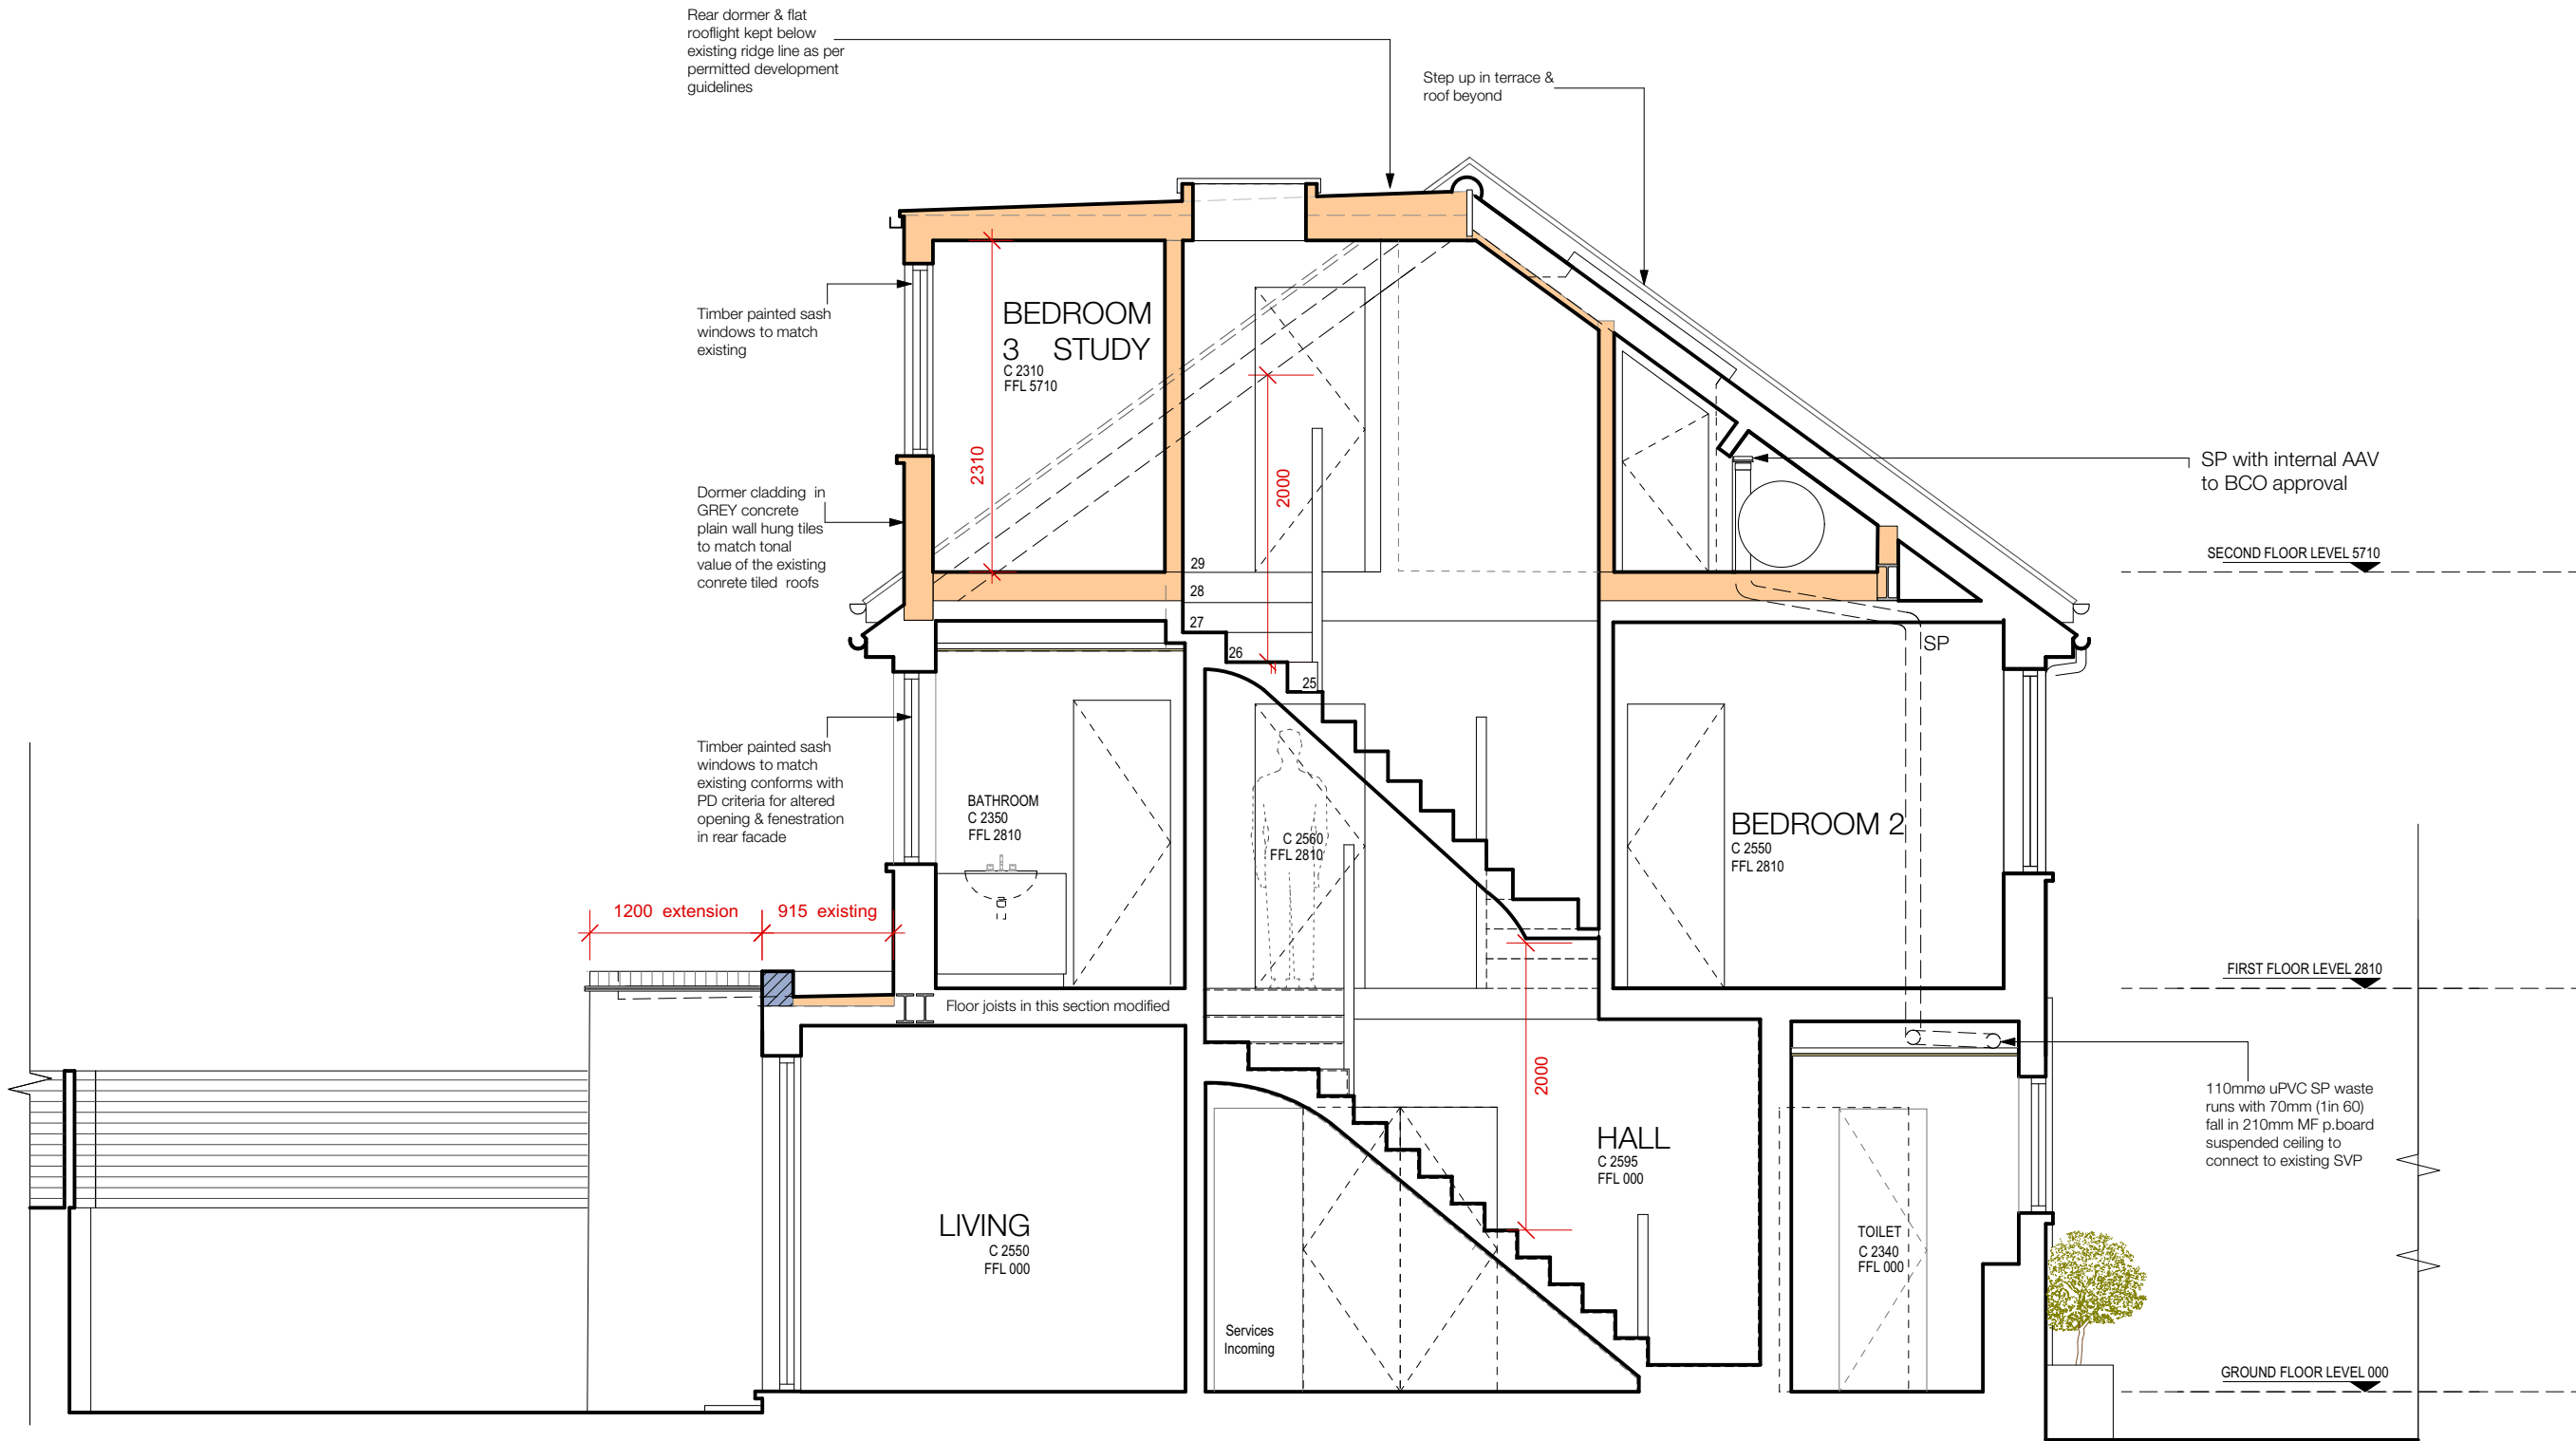 Rear dormer & flat
rooflight kept below
existing ridge line as per
permitted development
guidelines
Step up in terrace &
roof beyond
Timber painted sash
windows to match
existing
BEDROOM
3 STUDY
C 2310
FFL 5710
2310
2000
SP with internal AAV
to BCO approval
Dormer cladding in
GREY concrete
plain wall hung tiles
to match tonal
value of the existing
conrete tiled roofs
SECOND FLOOR LEVEL 5710
29
28
27
26
25
SP
Timber painted sash
windows to match
existing conforms with
PD criteria for altered
opening & fenestration
in rear facade
BATHROOM
C 2350
FFL 2810
C 2560
FFL 2810
BEDROOM 2
C 2550
FFL 2810
1200 extension
915 existing
FIRST FLOOR LEVEL 2810
Floor joists in this section modified
2000
110mmø uPVC SP waste
runs with 70mm (1in 60)
fall in 210mm MF p.board
suspended ceiling to
connect to existing SVP
HALL
C 2595
FFL 000
LIVING
C 2550
FFL 000
TOILET
C 2340
FFL 000
Services
Incoming
GROUND FLOOR LEVEL 000